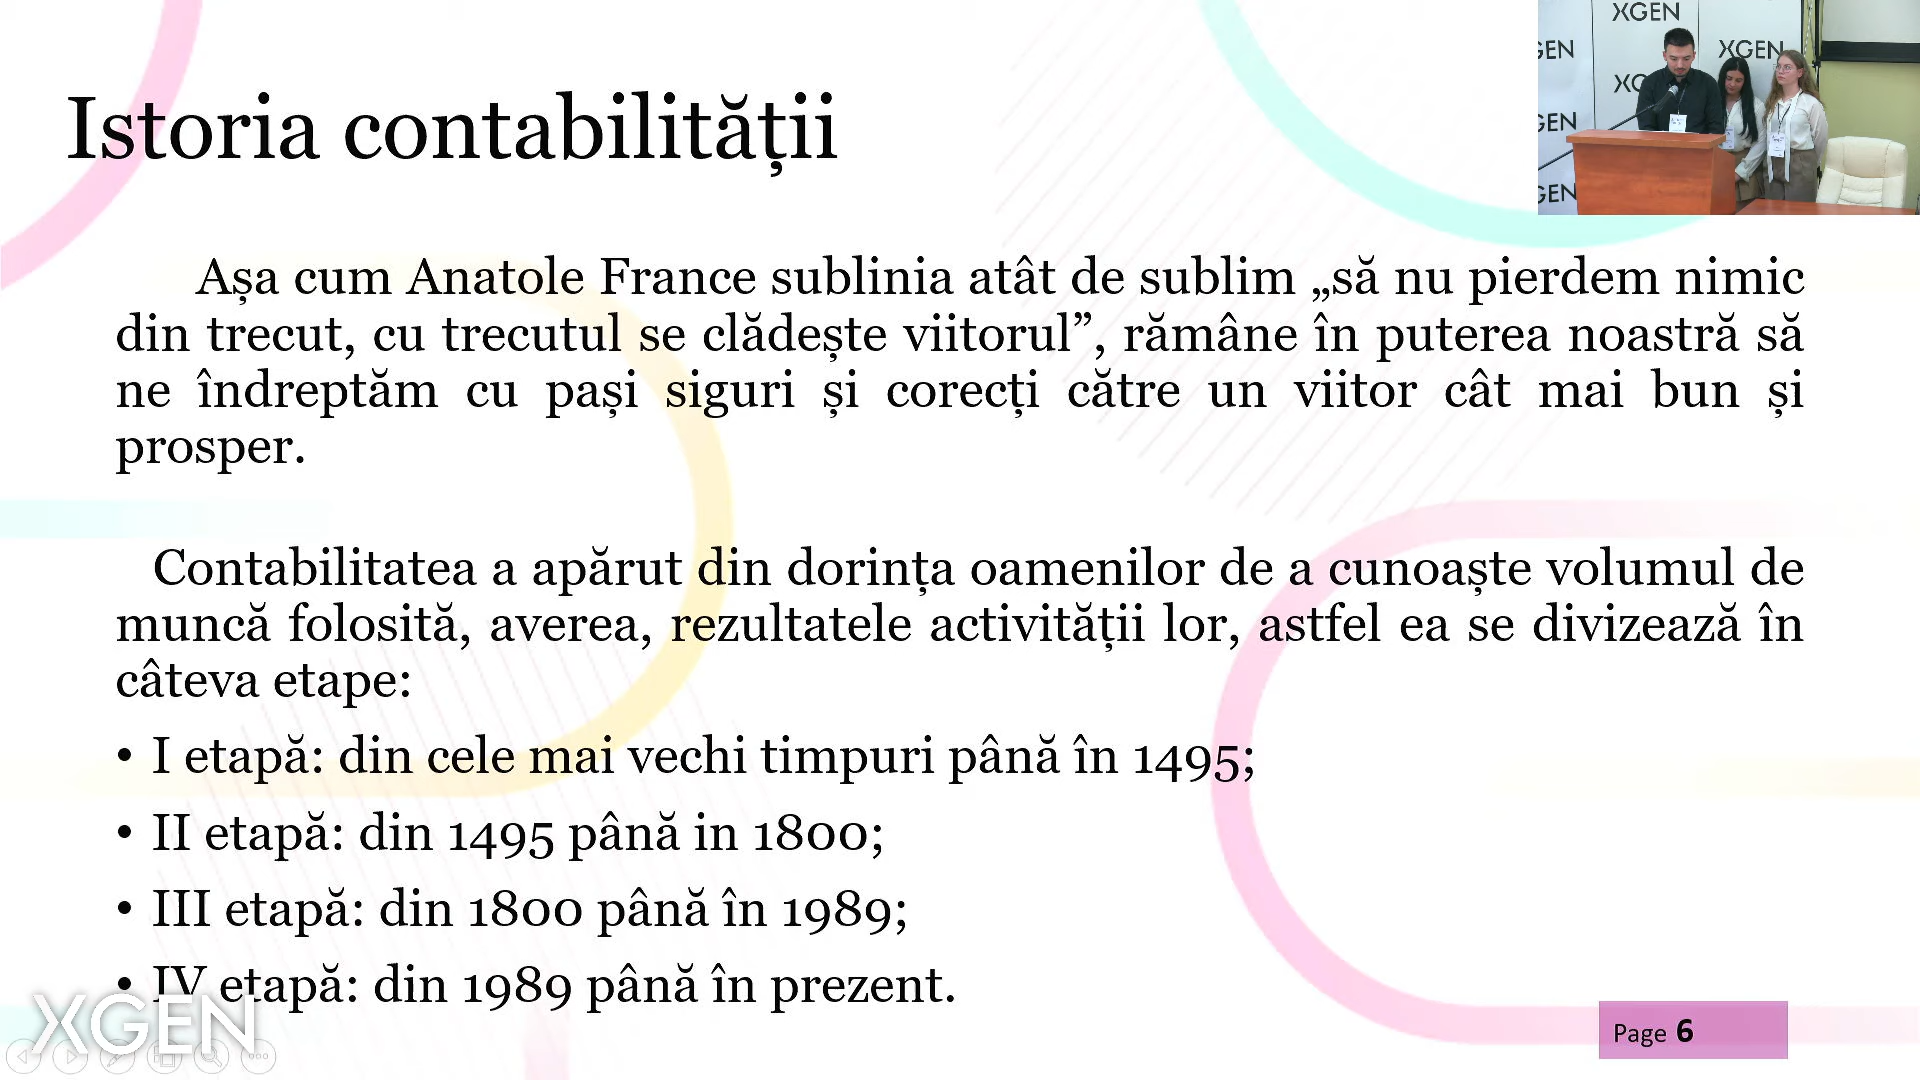 Istoria contabilității
XGEN
GEN
XGEN
XG
GEN
GEN
Așa cum Anatole France sublinia atât de sublim „să nu pierdem nimic
din trecut, cu trecutul se clădește viitorul”, rămâne în puterea noastră să
ne îndreptăm cu pași siguri și corecți către un viitor cât mai bun și
prosper.
Contabilitatea a apărut din dorința oamenilor de a cunoaște volumul de
muncă folosită, averea, rezultatele activității lor, astfel ea se divizează în
câteva etape:
• I etapă: din cele mai vechi timpuri până în 1495;
• II etapă: din 1495 până in 1800;
• III etapă: din 1800 până în 1989;
• IV etapă: din 1989 până în prezent.
XGEN
Page 6